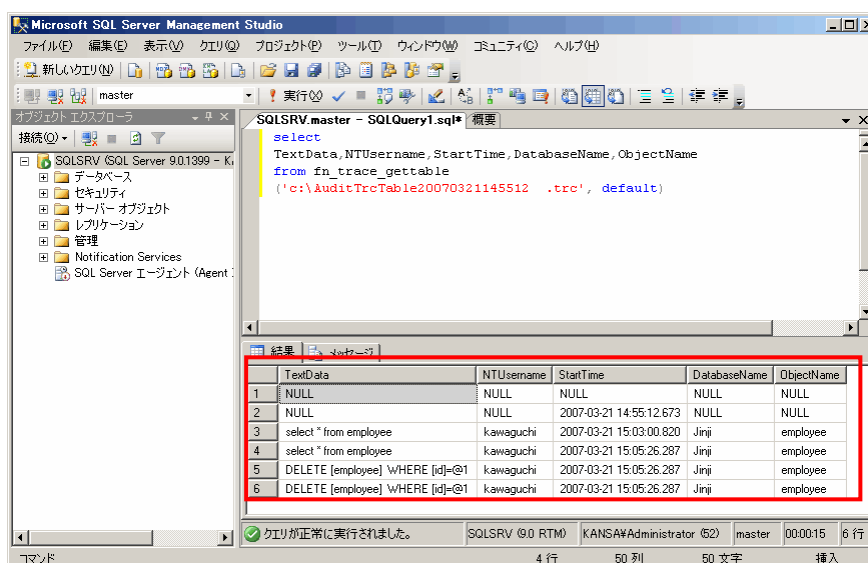 Microsoft SQL Server Management Studio
ファイル(F) 編集(E) 表示(V) クエリ(Q) プロジェクト(P) ツール(T) ウィンドウ(W) コミュニティ(C) ヘルプ(H)
新しいクエリ(N)
master 実行(X)
オブジェクト エクスプローラ
接続(O)
SQLSRV (SQL Server 9.0.1399 - K
データベース
セキュリティ
サーバー オブジェクト
レプリケーション
管理
Notification Services
SQL Server エージェント (Agent
SQLSRV.master - SQLQuery1.sql* 概要
select
TextData,NTUsername,StartTime,DatabaseName,ObjectName
from fn_trace_gettable
('c:\AuditTrcTable20070321145512 .trc', default)
結果 メッセージ
TextData NTUsername StartTime DatabaseName ObjectName
1 NULL NULL NULL NULL NULL
2 NULL NULL 2007-03-21 14:55:12.673 NULL NULL
3 select * from employee kawaguchi 2007-03-21 15:03:00.820 Jinji employee
4 select * from employee kawaguchi 2007-03-21 15:05:26.287 Jinji employee
5 DELETE [employee] WHERE [id]=@1 kawaguchi 2007-03-21 15:05:26.287 Jinji employee
6 DELETE [employee] WHERE [id]=@1 kawaguchi 2007-03-21 15:05:26.287 Jinji employee
クエリが正常に実行されました。 SQLSRV (9.0 RTM) KANSA¥Administrator (52) master 00:00:15 6 行
コマンド 4 行 50 列 50 文字 挿入